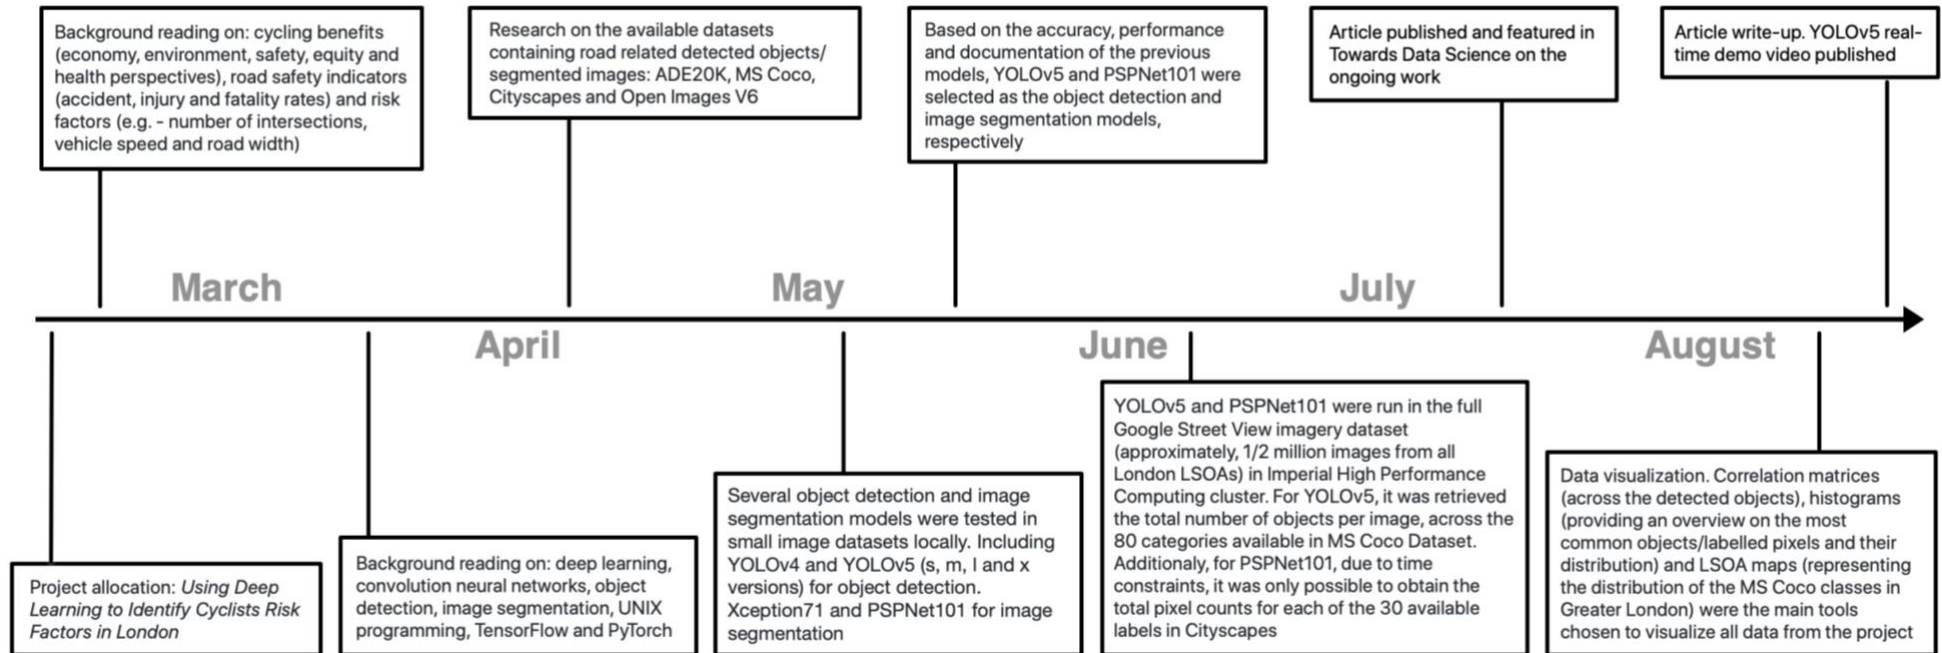 Background reading on: cycling benefits
(economy, environment, safety, equity and
health perspectives), road safety indicators
(accident, injury and fatality rates) and risk
factors (e.g. - number of intersections,
vehicle speed and road width)
Research on the available datasets
containing road related detected objects/
segmented images: ADE20K, MS Coco,
Cityscapes and Open Images V6
Based on the accuracy, performance
and documentation of the previous
models, YOLOv5 and PSPNet101 were
selected as the object detection and
image segmentation models,
respectively
Article published and featured in
Towards Data Science on the
ongoing work
Article write-up. YOLOv5 real-
time demo video published
March
May
July
April
June
August
Project allocation: Using Deep
Learning to Identify Cyclists Risk
Factors in London
Background reading on: deep learning,
convolution neural networks, object
detection, image segmentation, UNIX
programming, TensorFlow and PyTorch
Several object detection and image
segmentation models were tested in
small image datasets locally. Including
YOLOv4 and YOLOv5 (s, m, l and x
versions) for object detection.
Xception71 and PSPNet101 for image
segmentation
YOLOv5 and PSPNet101 were run in the full
Google Street View imagery dataset
(approximately, 1/2 million images from all
London LSOAs) in Imperial High Performance
Computing cluster. For YOLOv5, it was retrieved
the total number of objects per image, across the
80 categories available in MS Coco Dataset.
Additionaly, for PSPNet101, due to time
constraints, it was only possible to obtain the
total pixel counts for each of the 30 available
labels in Cityscapes
Data visualization. Correlation matrices
(across the detected objects), histograms
(providing an overview on the most
common objects/labelled pixels and their
distribution) and LSOA maps (representing
the distribution of the MS Coco classes in
Greater London) were the main tools
chosen to visualize all data from the project